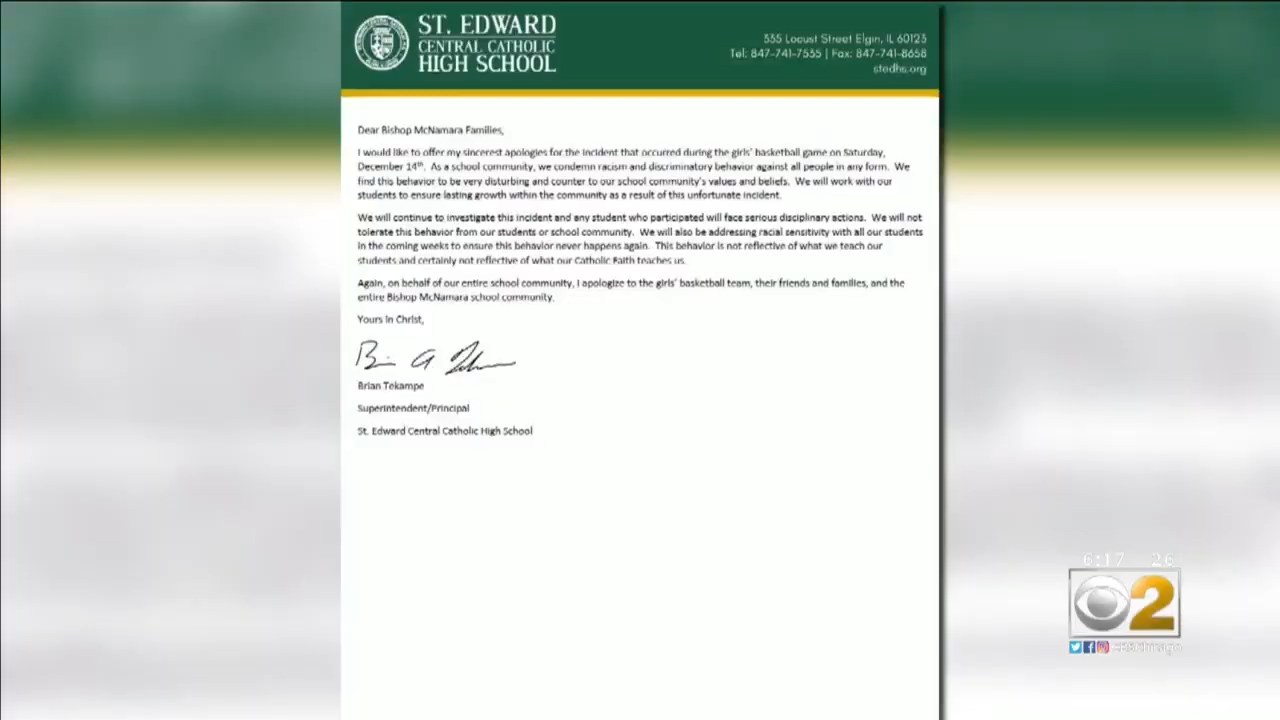 ST. EDWARD
CENTRAL CATHOLIC
HIGH SCHOOL
335 Locust Street Elgin, IL 60123
Tel: 847-741-7535 | Fax: 847-741-8658
stedhs.org
Dear Bishop McNamara Families,
I would like to offer my sincerest apologies for the incident that occurred during the girls' basketball game on Saturday,
December 14th. As a school community, we condemn racism and discriminatory behavior against all people in any form. We
find this behavior to be very disturbing and counter to our school community's values and beliefs. We will work with our
students to ensure lasting growth within the community as a result of this unfortunate incident.
We will continue to investigate this incident and any student who participated will face serious disciplinary actions. We will not
tolerate this behavior from our students or school community. We will also be addressing racial sensitivity with all our students
in the coming weeks to ensure this behavior never happens again. This behavior is not reflective of what we teach our
students and certainly not reflective of what our Catholic Faith teaches us.
Again, on behalf of our entire school community, I apologize to the girls' basketball team, their friends and families, and the
entire Bishop McNamara school community.
Yours in Christ,
Brian Tekampe
Superintendent/Principal
St. Edward Central Catholic High School
6:17 26
2